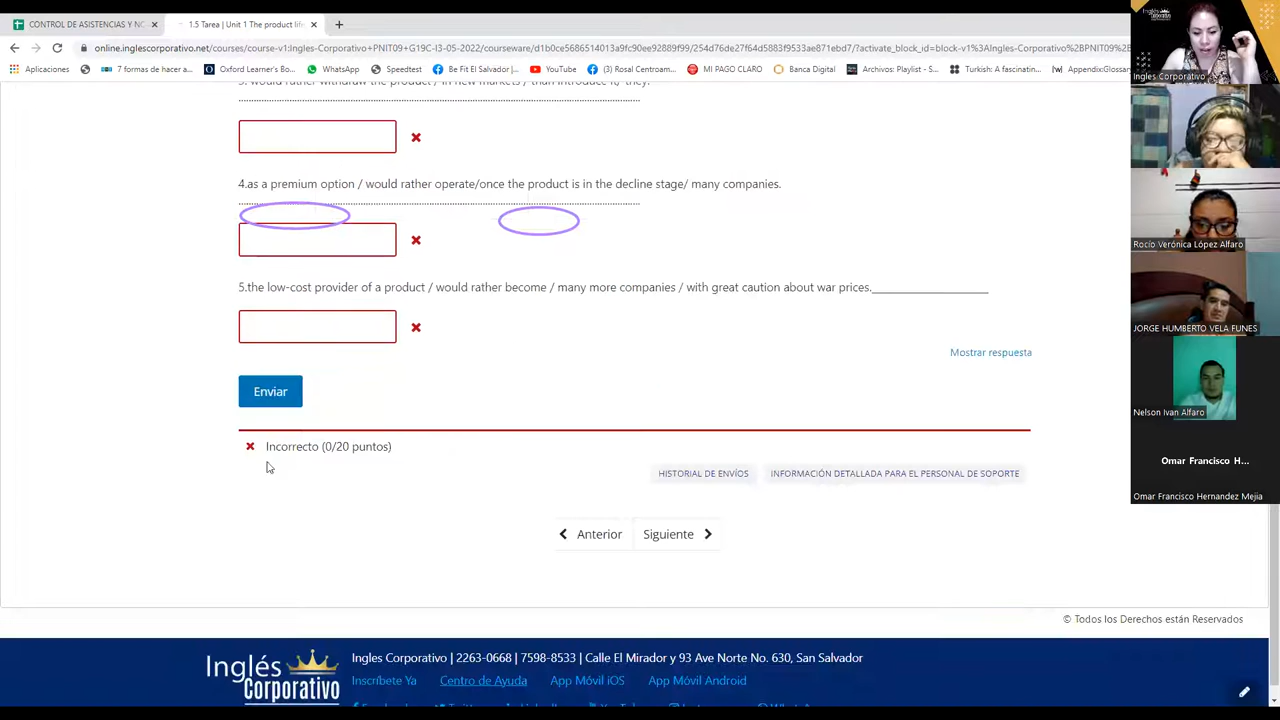 CONTROL DE ASISTENCIAS Y NO
1.5 Tarea | Unit 1 The product life
online.inglescorporativo.net/courses/course-v1:Ingles-Corporativo+PNIT09+G19C-I3-05-2022/courseware/d1b0ce5686514013a9fc90ee92889f99/254d76de27f64d5883f9533ae871ebd7/?activate_block_id=block-v1%3AIngles-Corporativo%2BPNIT09%2B
Aplicaciones
7 formas de hacer a...
Oxford Learner's Bo...
WhatsApp
Speedtest
Be Fit El Salvador |...
YouTube
(3) Rosal Centroam...
MI PAGO CLARO
Banca Digital
Archivos: Playlist - S...
Turkish: A fascinatin...
Appendix:Glossary
Ingles Corporativo
would rather withdraw the product / in new markets / than introduce it/ they.
4.as a premium option / would rather operate/once the product is in the decline stage/ many companies.
Rocío Verónica López Alfaro
5.the low-cost provider of a product / would rather become / many more companies / with great caution about war prices.
JORGE HUMBERTO VELA FUNES
Mostrar respuesta
Enviar
Nelson Ivan Alfaro
Incorrecto (0/20 puntos)
Omar Francisco H...
HISTORIAL DE ENVÍOS
INFORMACIÓN DETALLADA PARA EL PERSONAL DE SOPORTE
Omar Francisco Hernandez Mejia
Anterior
Siguiente
© Todos los Derechos están Reservados
Inglés Corporativo
Ingles Corporativo | 2263-0668 | 7598-8533 | Calle El Mirador y 93 Ave Norte No. 630, San Salvador
Inscríbete Ya
Centro de Ayuda
App Móvil iOS
App Móvil Android